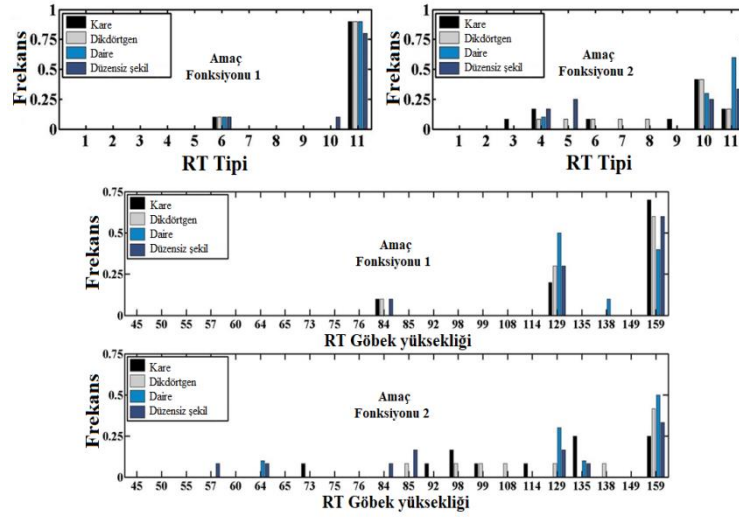 1
0.75
0.5
0.25
0
Frekans
Kare
Dikdörtgen
Daire
Düzensiz şekil
Amaç
Fonksiyonu 1
1 2 3 4 5 6 7 8 9 10 11
RT Tipi
1
0.75
0.5
0.25
0
Frekans
Kare
Dikdörtgen
Daire
Düzensiz şekil
Amaç
Fonksiyonu 2
1 2 3 4 5 6 7 8 9 10 11
RT Tipi
0.75
0.5
0.25
0
Frekans
Kare
Dikdörtgen
Daire
Düzensiz şekil
Amaç
Fonksiyonu 1
45 50 55 57 60 64 65 73 75 76 84 85 92 98 99 108 114 129 136 138 149 159
RT Göbek yüksekliği
0.75
0.5
0.25
0
Frekans
Kare
Dikdörtgen
Daire
Düzensiz şekil
Amaç
Fonksiyonu 2
45 50 55 57 60 64 65 73 75 76 84 85 92 98 99 108 114 129 135 138 149 159
RT Göbek yüksekliği